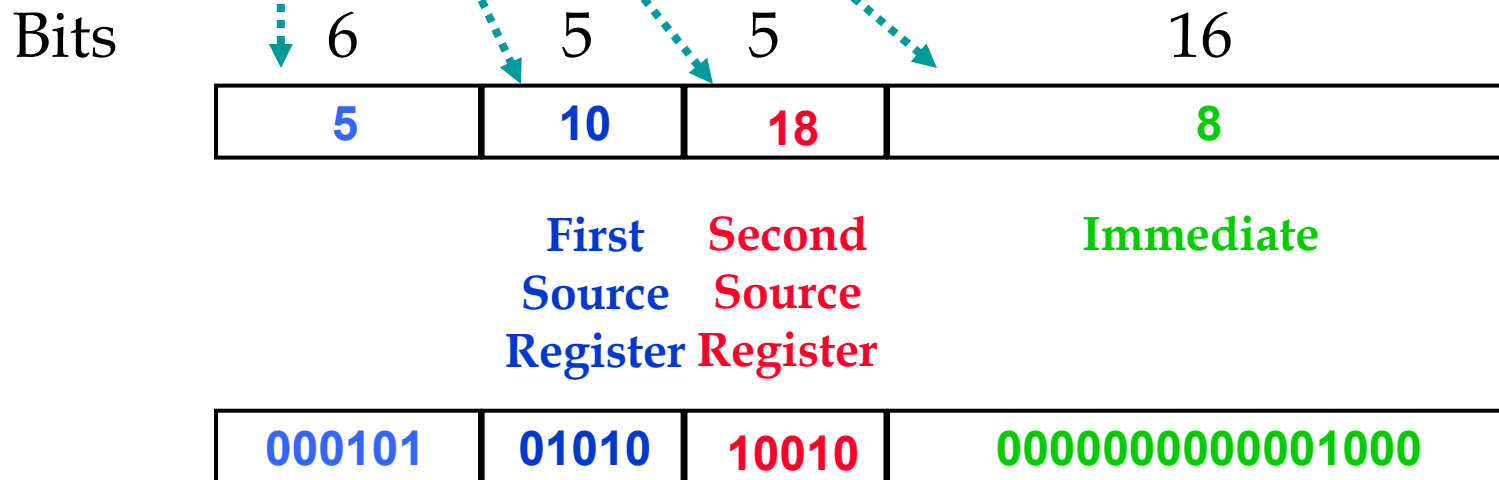 Bits 6 5 5 16
5 10 18 8
First Second Immediate
Source Source
Register Register
000101 01010 10010 0000000000001000